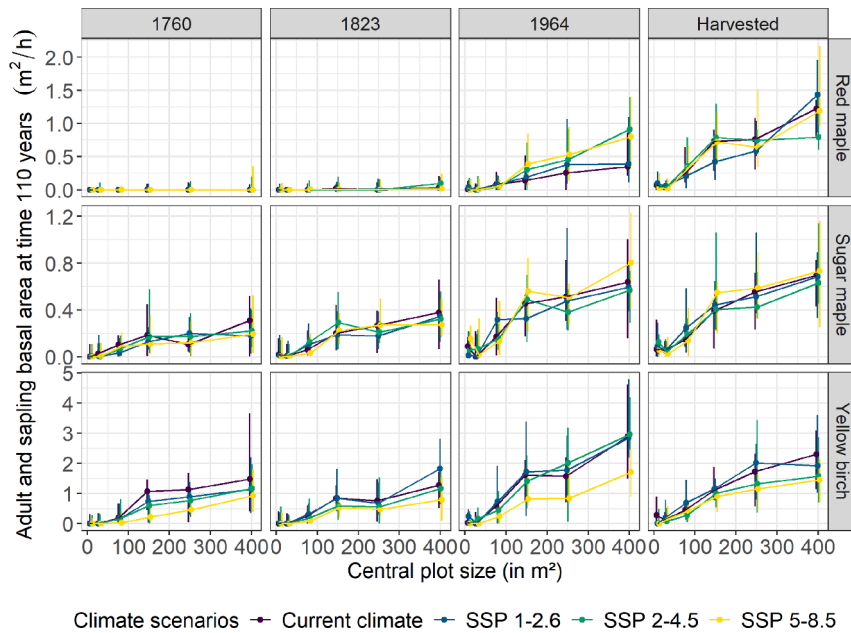 1760 1823 1964 Harvested
Adult and sapling basal area at time 110 years (m²/h)
2.0
1.5
1.0
0.5
0.0
Red maple
1.2
0.8
0.4
0.0
Sugar maple
5
4
3
2
1
0
Yellow birch
0 100 200 300 400 0 100 200 300 400 0 100 200 300 400 0 100 200 300 400
Central plot size (in m²)
Climate scenarios Current climate SSP 1-2.6 SSP 2-4.5 SSP 5-8.5